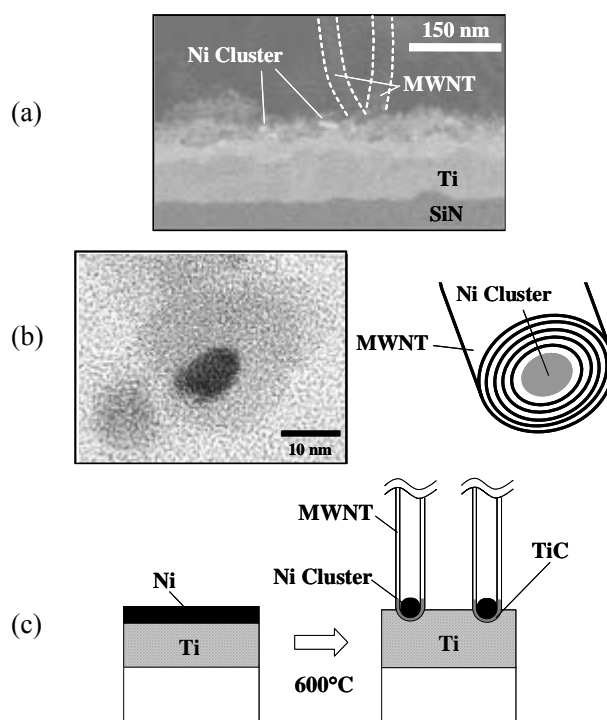 (a)
150 nm
Ni Cluster
MWNT
Ti
SiN
(b)
10 nm
Ni Cluster
MWNT
(c)
Ni
Ti
600°C
MWNT
Ni Cluster
TiC
Ti